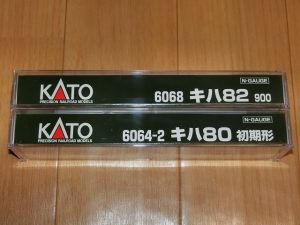 N-GAUGE
KATO 6068 キハ82 900
PRECISION RAILROAD MODELS
N-GAUGE
KATO 6064-2 キハ80 初期形
PRECISION RAILROAD MODELS